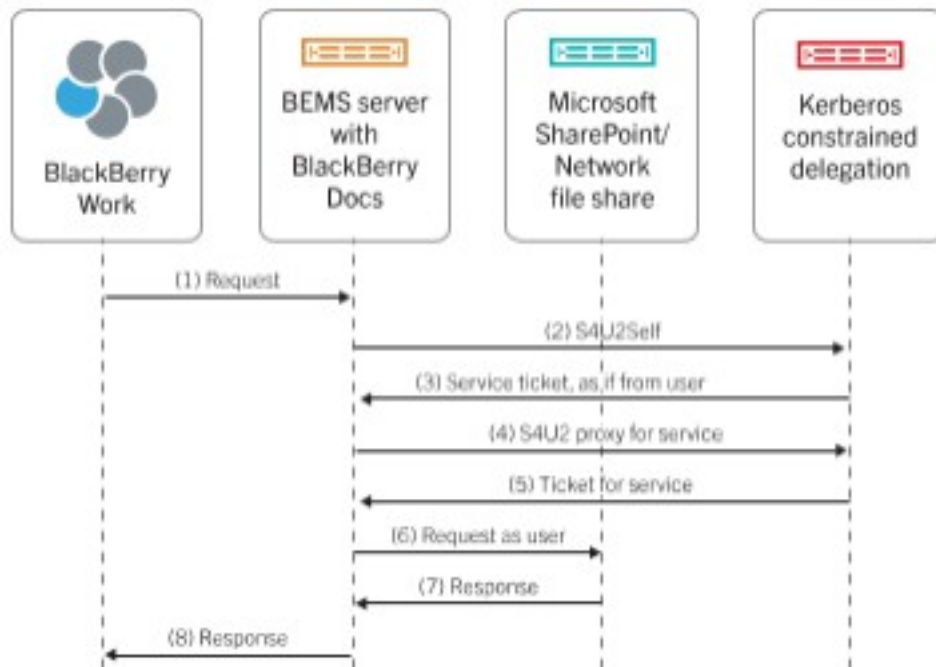 BlackBerry
Work
BEMS server
with
BlackBerry
Docs
Microsoft
SharePoint/
Network
file share
Kerberos
constrained
delegation
(1) Request
(2) S4U2Self
(3) Service ticket, as if from user
(4) S4U2 proxy for service
(5) Ticket for service
(6) Request as user
(7) Response
(8) Response